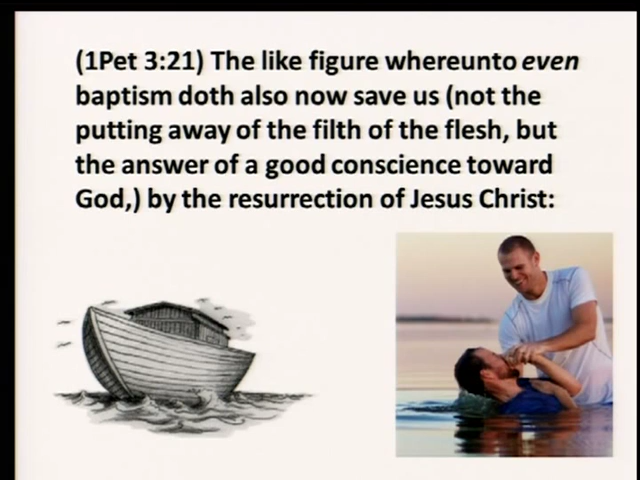 (1Pet 3:21) The like figure whereunto even
baptism doth also now save us (not the
putting away of the filth of the flesh, but
the answer of a good conscience toward
God,) by the resurrection of Jesus Christ: